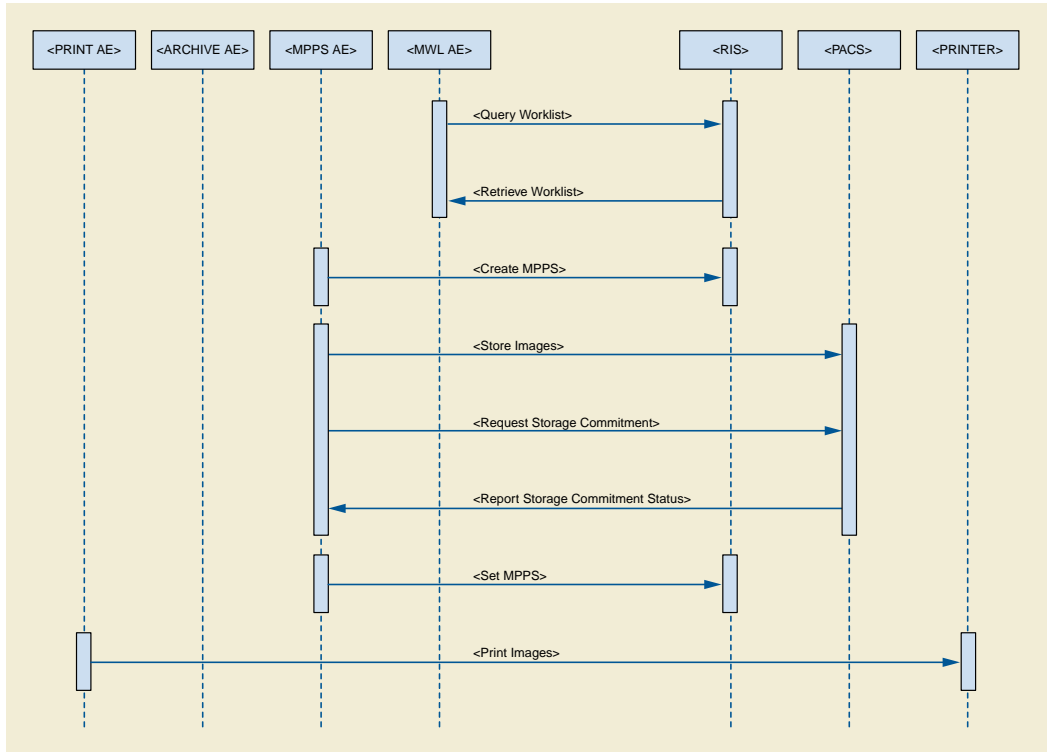 <PRINT AE>
<ARCHIVE AE>
<MPPS AE>
<MWL AE>
<RIS>
<PACS>
<PRINTER>
<Query Worklist>
<Retrieve Worklist>
<Create MPPS>
<Store Images>
<Request Storage Commitment>
<Report Storage Commitment Status>
<Set MPPS>
<Print Images>